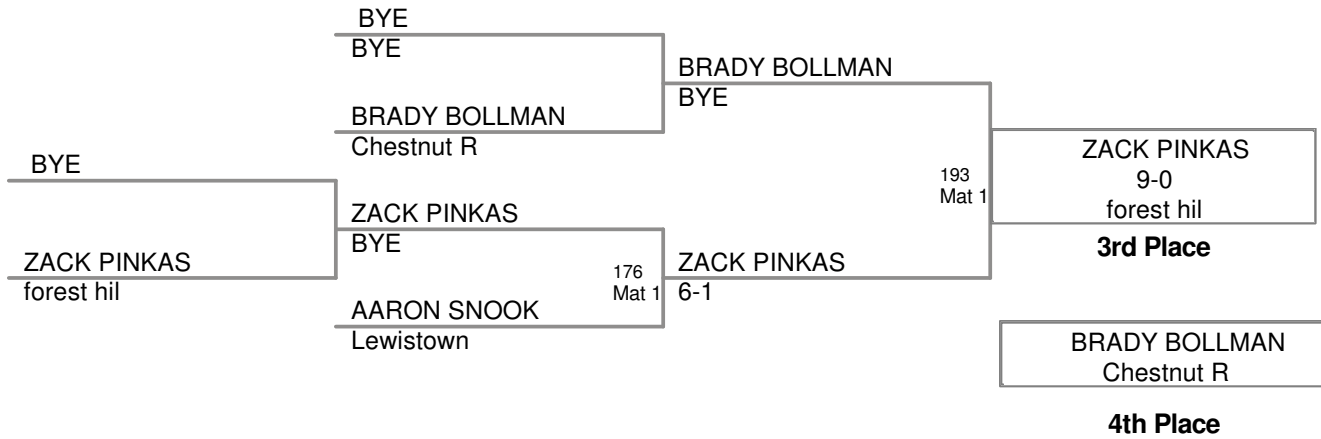 BYE
BYE
BRADY BOLLMAN
BYE
BRADY BOLLMAN
Chestnut R
ZACK PINKAS
9-0
forest hil
3rd Place
BYE
193
Mat 1
ZACK PINKAS
BYE
ZACK PINKAS
forest hil
176
Mat 1
ZACK PINKAS
6-1
AARON SNOOK
Lewistown
BRADY BOLLMAN
Chestnut R
4th Place